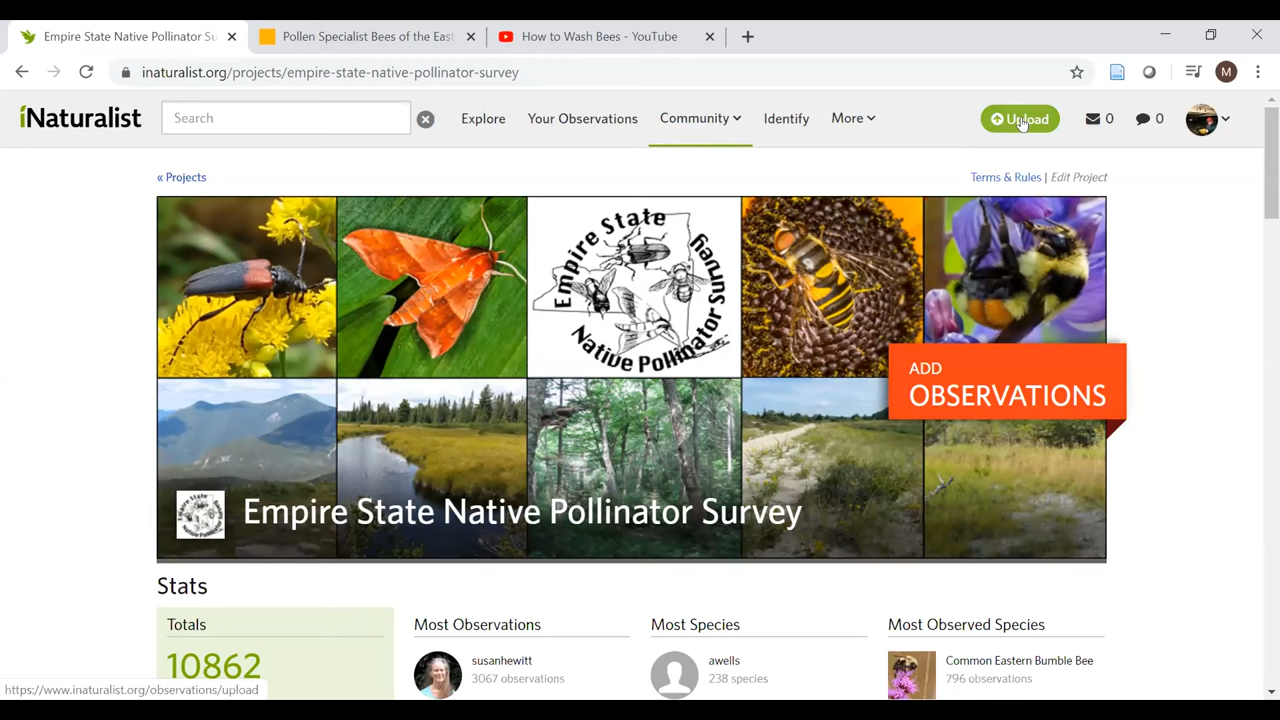 Empire State Native Pollinator Su
Pollen Specialist Bees of the East
How to Wash Bees - YouTube
inaturalist.org/projects/empire-state-native-pollinator-survey
M
iNaturalist
Search
Explore
Your Observations
Community
Identify
More
Upload
0
0
« Projects
Terms & Rules | Edit Project
Empire State
Native Pollinator
Survey
ADD
OBSERVATIONS
Empire State Native Pollinator Survey
Stats
Totals
10862
Most Observations
susanhewitt
3067 observations
Most Species
awells
238 species
Most Observed Species
Common Eastern Bumble Bee
796 observations
https://www.inaturalist.org/observations/upload